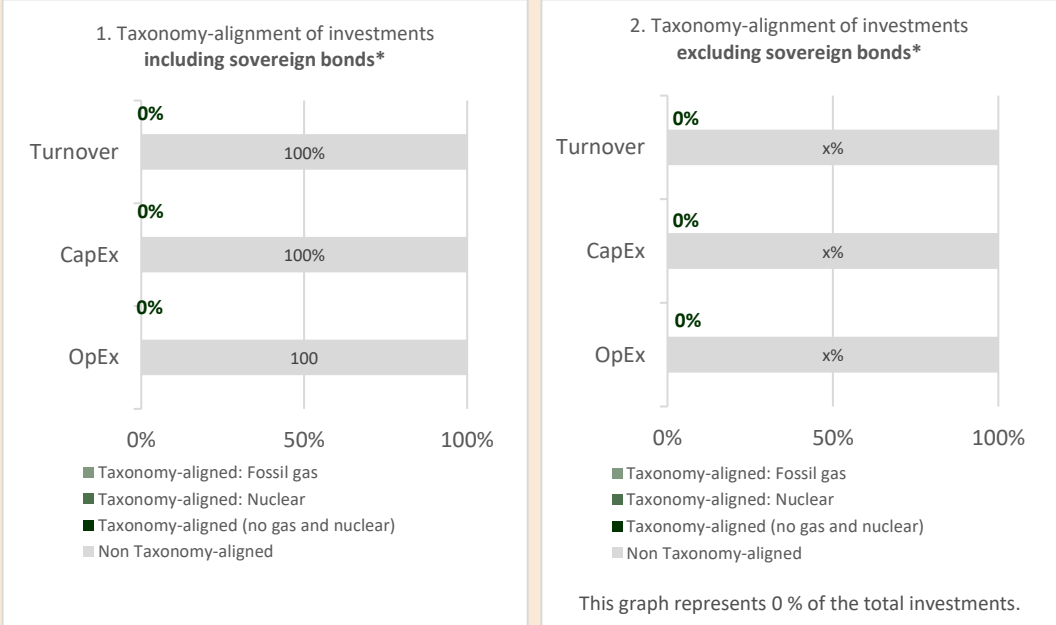 1. Taxonomy-alignment of investments
including sovereign bonds*
0%
Turnover
100%
0%
CapEx
100%
0%
OpEx
100
0% 50% 100%
Taxonomy-aligned: Fossil gas
Taxonomy-aligned: Nuclear
Taxonomy-aligned (no gas and nuclear)
Non Taxonomy-aligned
2. Taxonomy-alignment of investments
excluding sovereign bonds*
0%
Turnover
x%
0%
CapEx
x%
0%
OpEx
x%
0% 50% 100%
Taxonomy-aligned: Fossil gas
Taxonomy-aligned: Nuclear
Taxonomy-aligned (no gas and nuclear)
Non Taxonomy-aligned
This graph represents 0 % of the total investments.